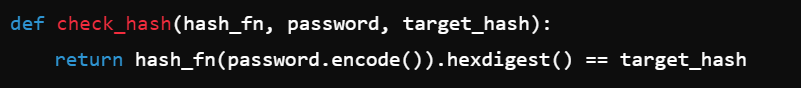 def check_hash(hash_fn, password, target_hash):
    return hash_fn(password.encode()).hexdigest() == target_hash